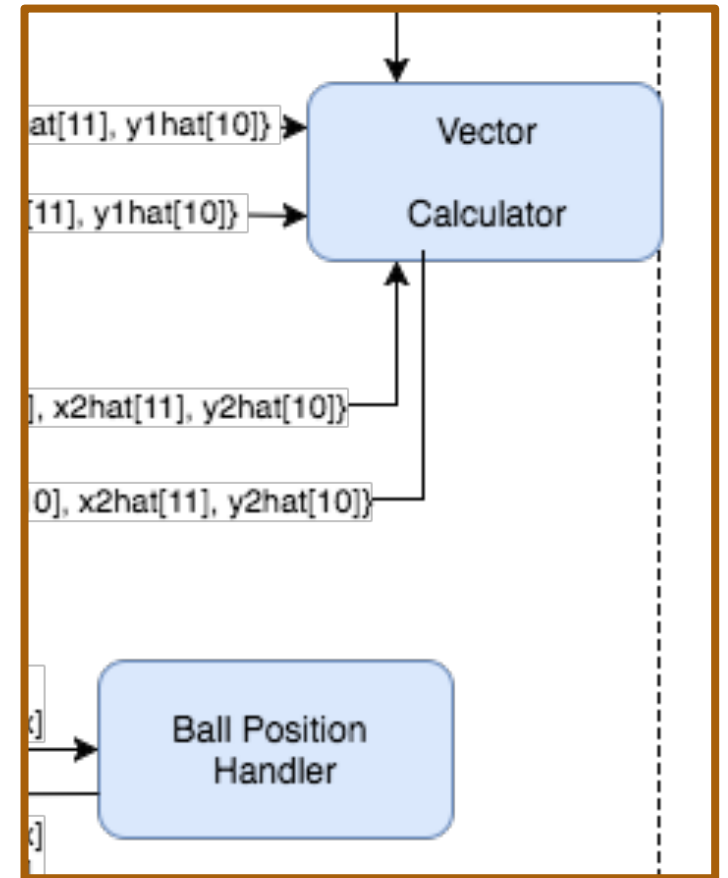 at[11], y1hat[10]}
Vector
[11], y1hat[10]}
Calculator
], x2hat[11], y2hat[10]}
0], x2hat[11], y2hat[10]}
x]
Ball Position
Handler
x]